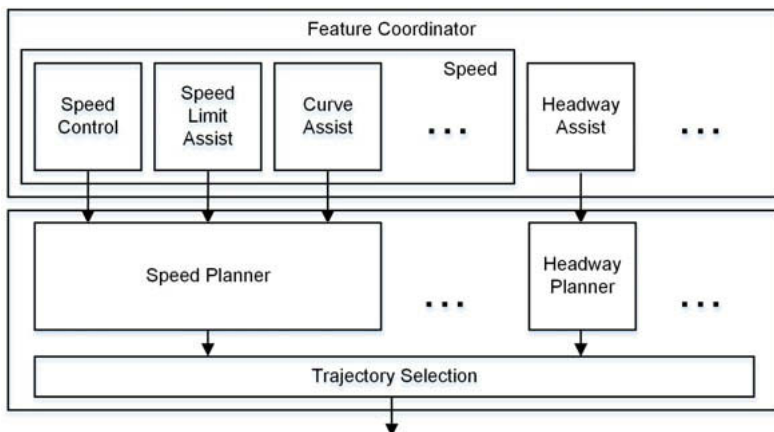 Feature Coordinator
Speed
Speed
Control
Speed
Limit
Assist
Curve
Assist
...
Headway
Assist
...
Speed Planner
...
Headway
Planner
...
Trajectory Selection